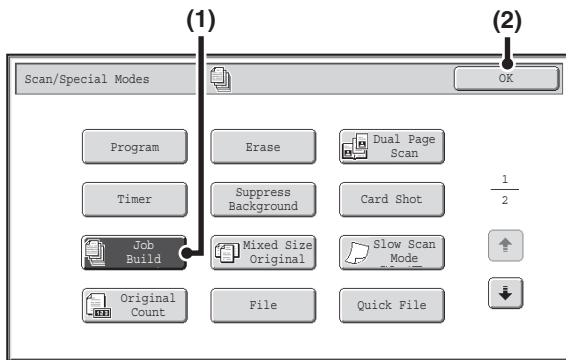 (1)
(2)
Scan/Special Modes
OK
Program
Erase
Dual Page
Scan
Timer
Suppress
Background
Card Shot
1
2
Job
Build
Mixed Size
Original
Slow Scan
Mode
Original
Count
File
Quick File